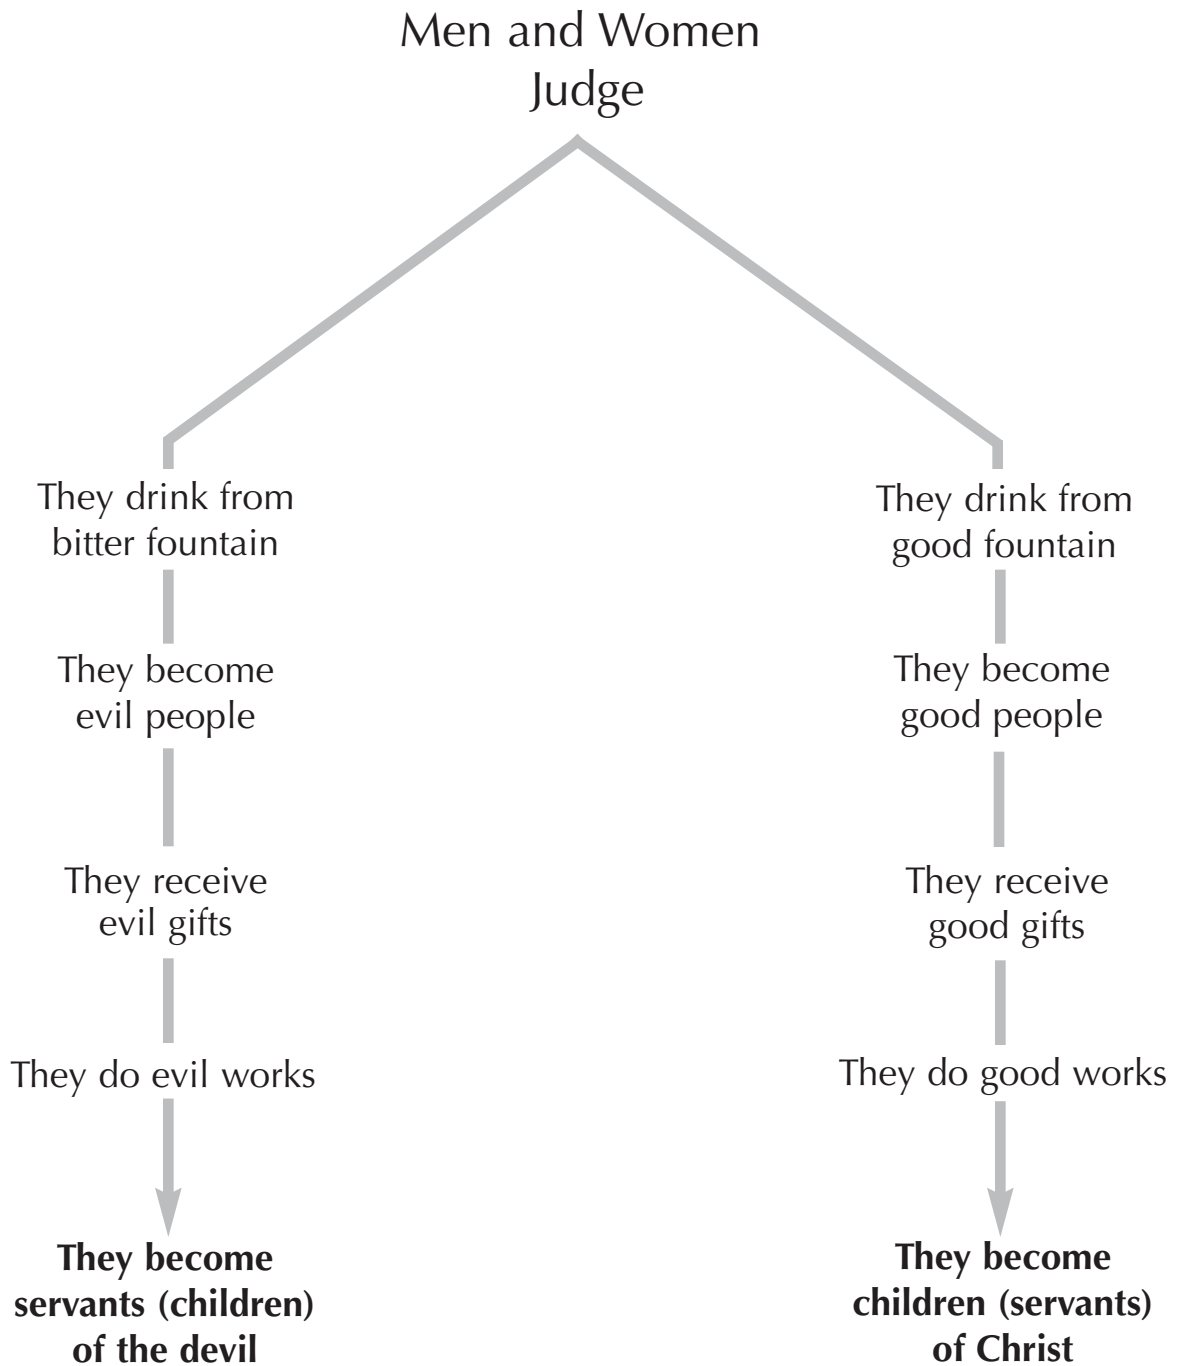 Men and Women
Judge
They drink from
bitter fountain
They become
evil people
They receive
evil gifts
They do evil works
They become
servants (children)
of the devil
They drink from
good fountain
They become
good people
They receive
good gifts
They do good works
They become
children (servants)
of Christ